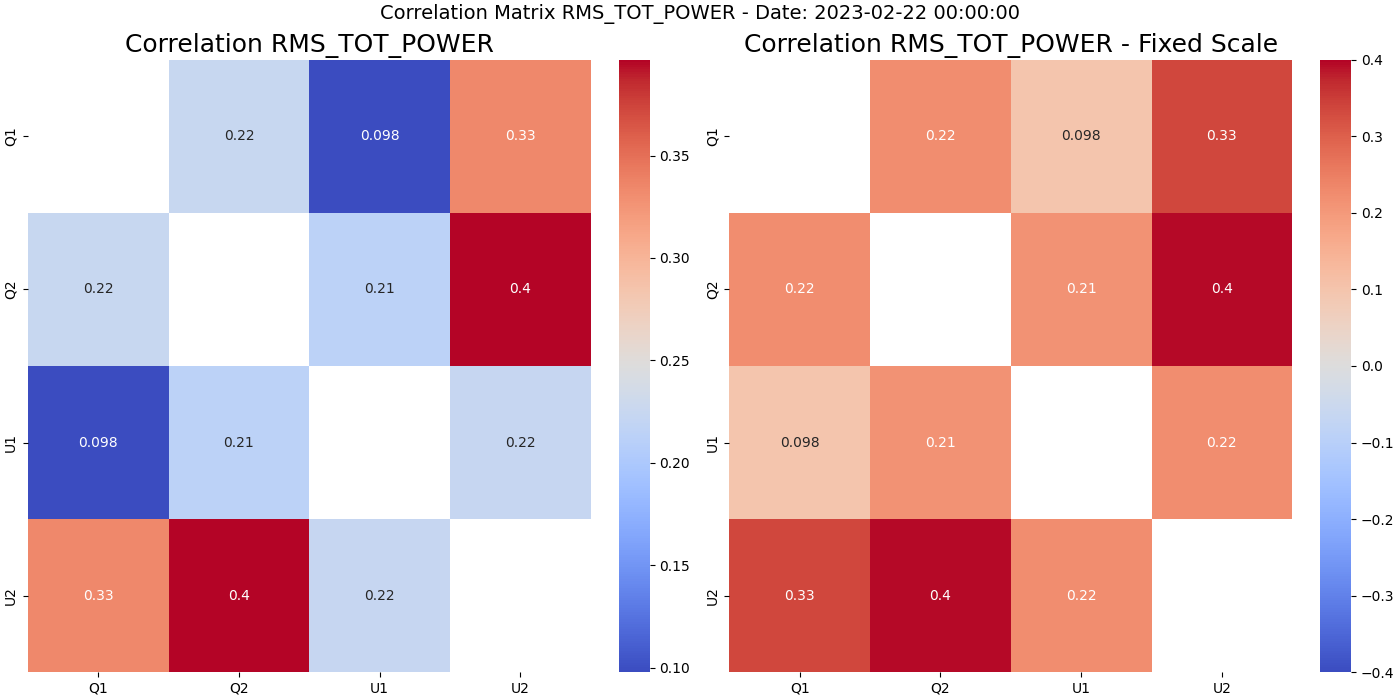 Correlation Matrix RMS_TOT_POWER - Date: 2023-02-22 00:00:00
Correlation RMS_TOT_POWER
Q1
0.22
0.098
0.33
Q2
0.22
0.21
0.4
U1
0.098
0.21
0.22
U2
0.33
0.4
0.22
Q1
Q2
U1
U2
0.35
0.30
0.25
0.20
0.15
0.10
Correlation RMS_TOT_POWER - Fixed Scale
Q1
0.22
0.098
0.33
Q2
0.22
0.21
0.4
U1
0.098
0.21
0.22
U2
0.33
0.4
0.22
Q1
Q2
U1
U2
0.4
0.3
0.2
0.1
0.0
−0.1
−0.2
−0.3
−0.4